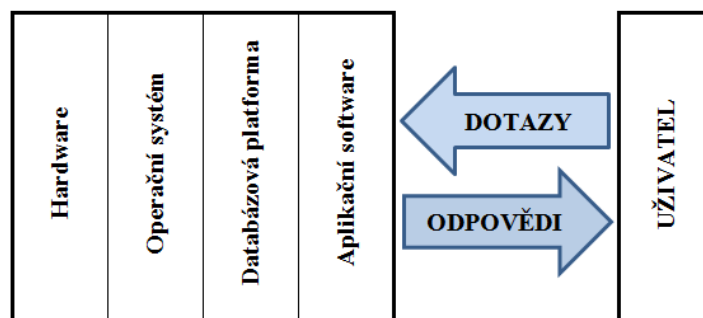 Hardware
Operační systém
Databázová platforma
Aplikační software
DOTAZY
ODPOVĚDI
UŽIVATEL